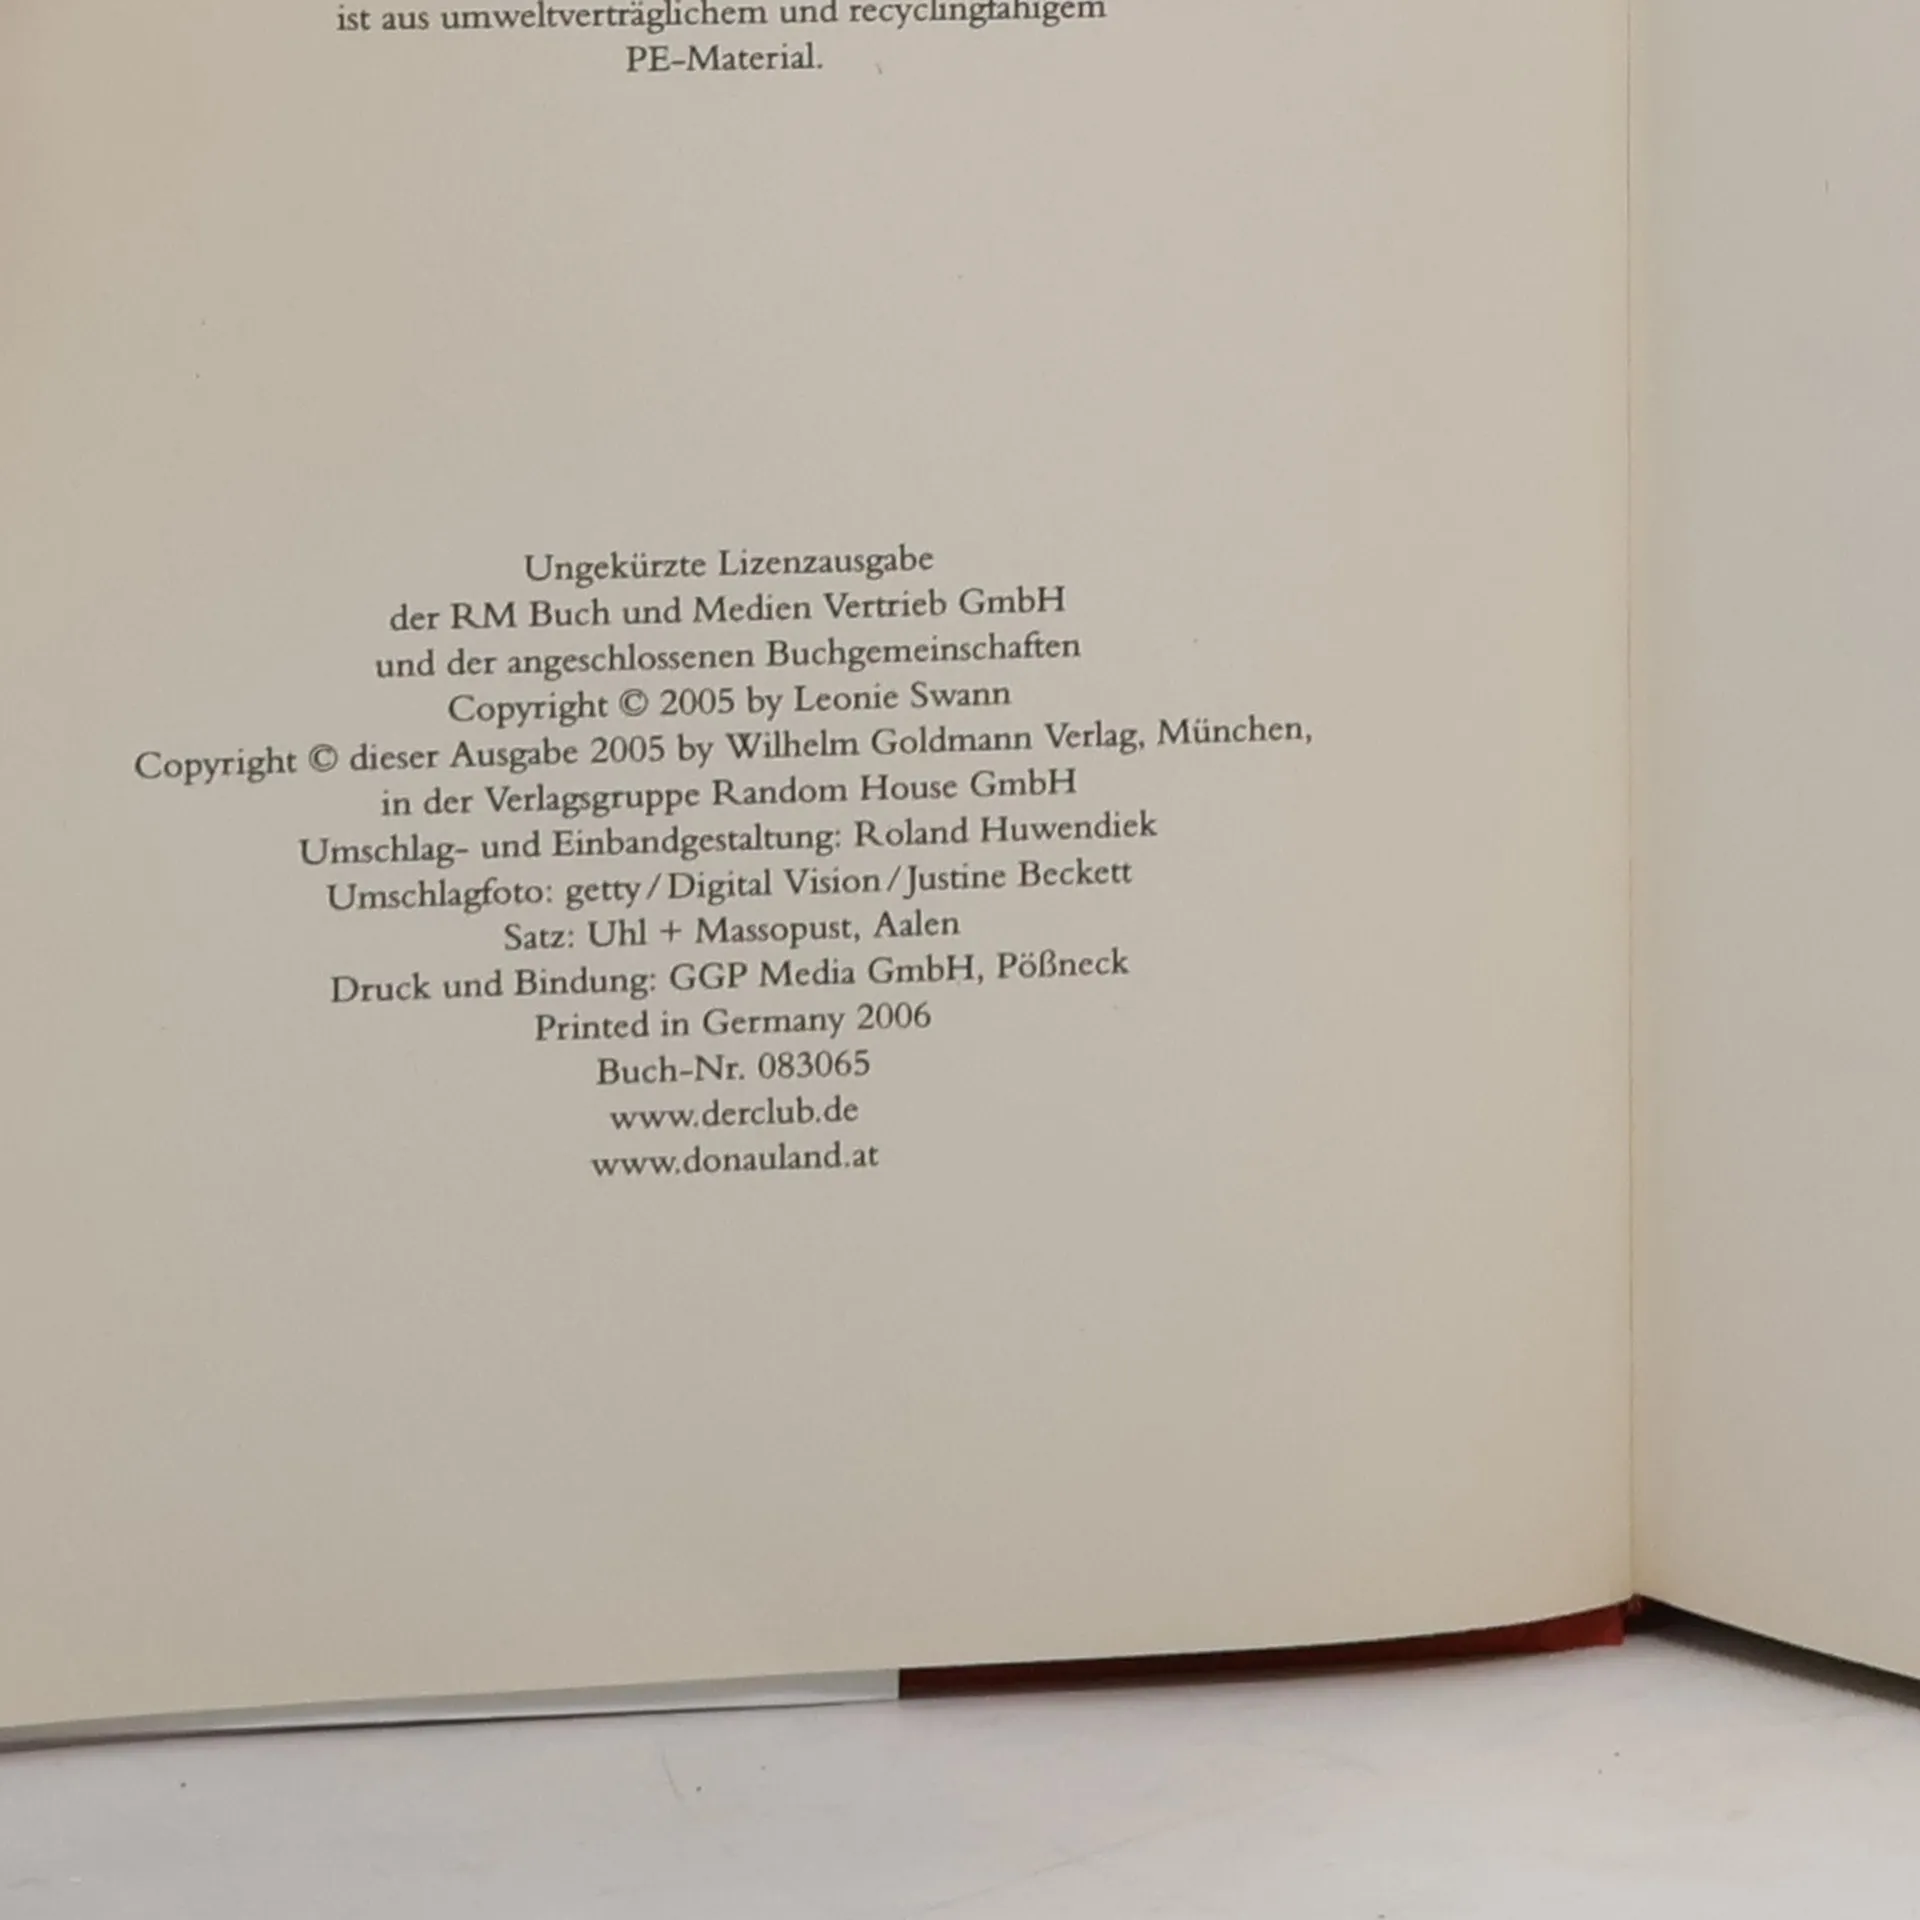 ist aus umweltverträglichem und recyclingfähigem
PE-Material.
Ungekürzte Lizenzausgabe
der RM Buch und Medien Vertrieb GmbH
und der angeschlossenen Buchgemeinschaften
Copyright © 2005 by Leonie Swann
Copyright © dieser Ausgabe 2005 by Wilhelm Goldmann Verlag, München,
in der Verlagsgruppe Random House GmbH
Umschlag- und Einbandgestaltung: Roland Huwendiek
Umschlagfoto: getty/Digital Vision/Justine Beckett
Satz: Uhl + Massopust, Aalen
Druck und Bindung: GGP Media GmbH, Pößneck
Printed in Germany 2006
Buch-Nr. 083065
www.derclub.de
www.donauland.at